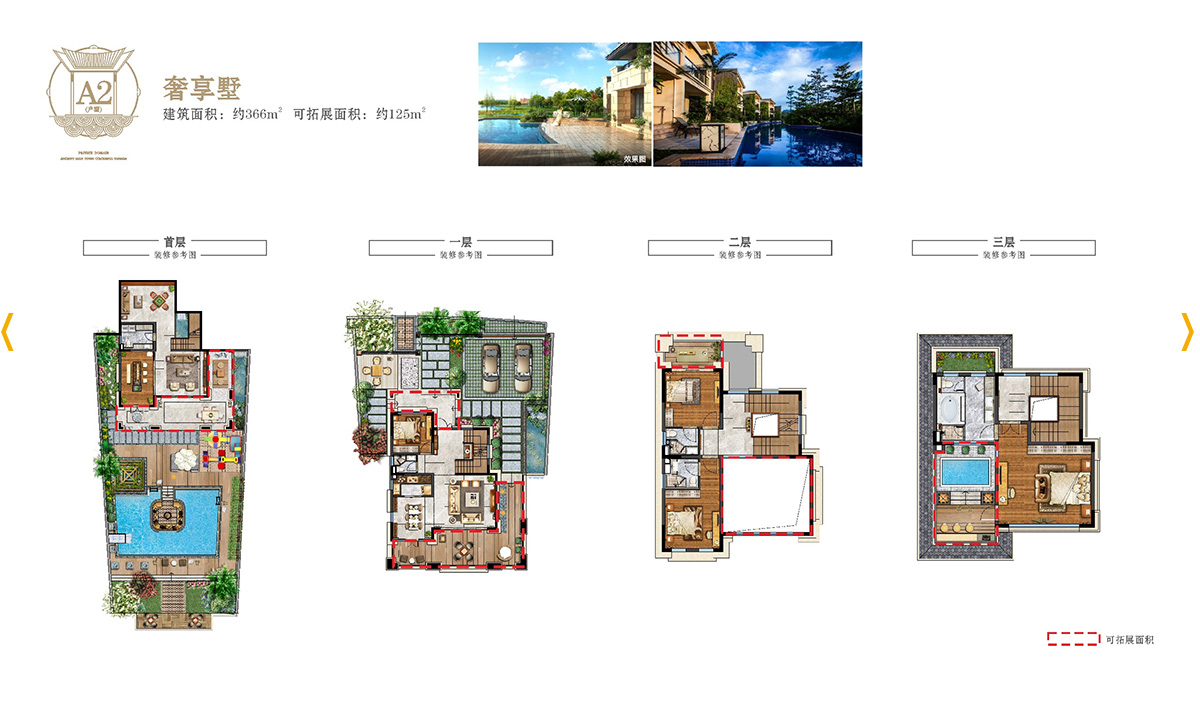 A2
(户型)
奢享墅
建筑面积：约366m² 可拓展面积：约125m²
效果图
首层
装修参考图
一层
装修参考图
二层
装修参考图
三层
装修参考图
可拓展面积